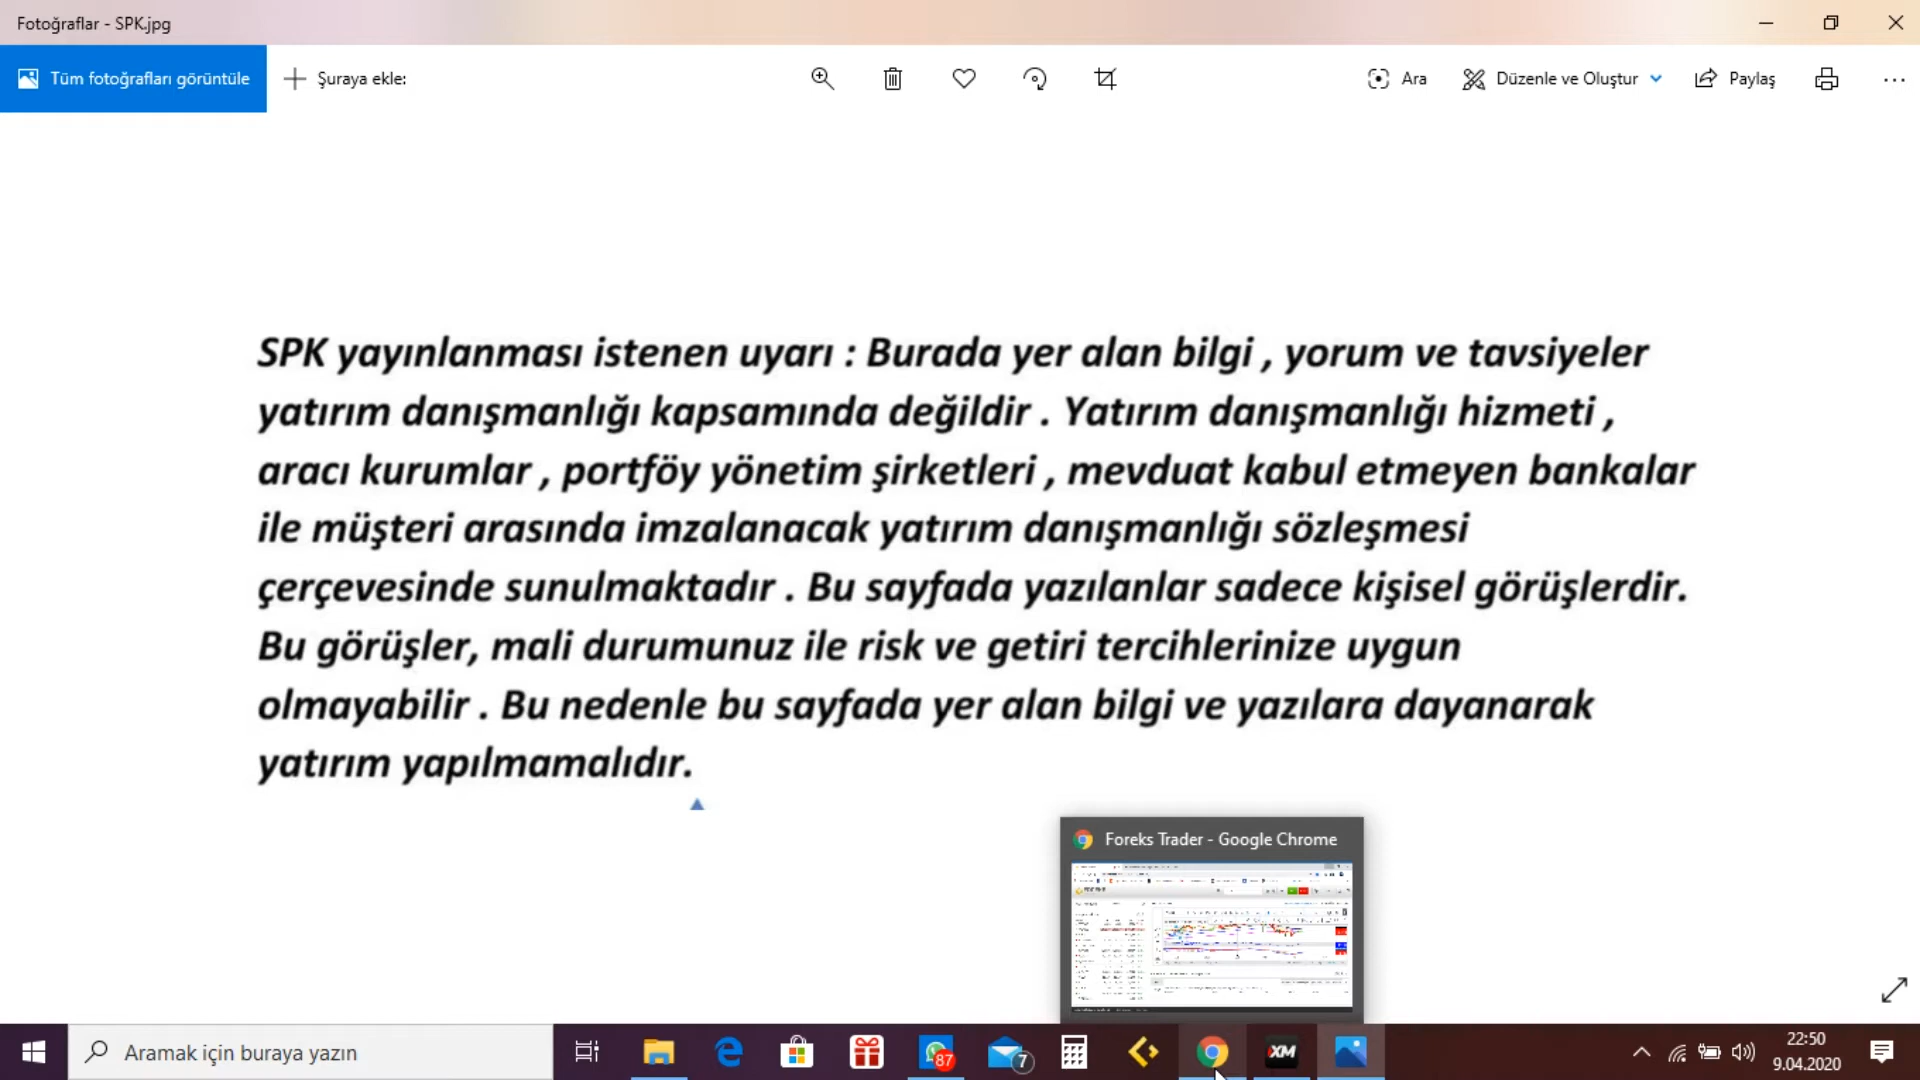 Fotoğraflar - SPK.jpg
Tüm fotoğrafları görüntüle
Şuraya ekle:
Ara
Düzenle ve Oluştur
Paylaş
SPK yayınlanması istenen uyarı : Burada yer alan bilgi , yorum ve tavsiyeler
yatırım danışmanlığı kapsamında değildir . Yatırım danışmanlığı hizmeti ,
aracı kurumlar , portföy yönetim şirketleri , mevduat kabul etmeyen bankalar
ile müşteri arasında imzalanacak yatırım danışmanlığı sözleşmesi
çerçevesinde sunulmaktadır . Bu sayfada yazılanlar sadece kişisel görüşlerdir.
Bu görüşler, mali durumunuz ile risk ve getiri tercihlerinize uygun
olmayabilir . Bu nedenle bu sayfada yer alan bilgi ve yazılara dayanarak
yatırım yapılmamalıdır.
Foreks Trader - Google Chrome
Aramak için buraya yazın
87
7
XM
22:50
9.04.2020